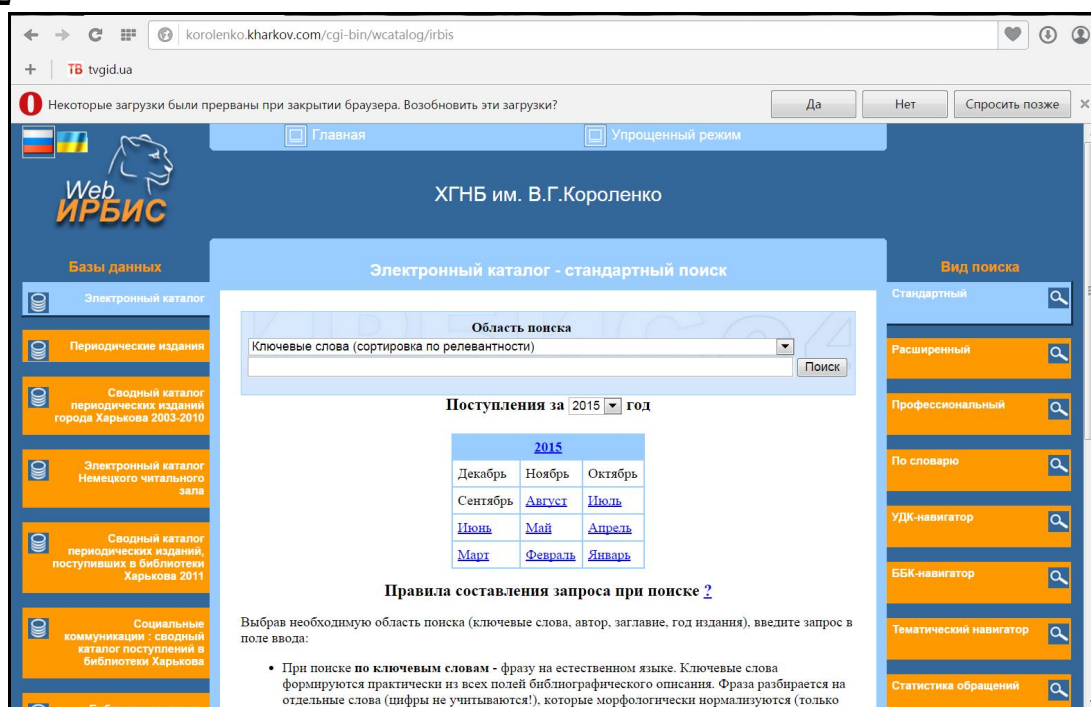 korolenko.kharkov.com/cgi-bin/wcatalog/irbis
ТВ tvgid.ua
Некоторые загрузки были прерваны при закрытии браузера. Возобновить эти загрузки?
Да
Нет
Спросить позже
Главная
Упрощенный режим
Web
ИРБИС
ХГНБ им. В.Г.Короленко
Базы данных
Электронный каталог
Периодические издания
Сводный каталог
периодических изданий
города Харькова 2003-2010
Электронный каталог
Немецкого читального
зала
Сводный каталог
периодических изданий,
поступивших в библиотеки
Харькова 2011
Социальные
коммуникации : сводный
каталог поступлений в
библиотеки Харькова
Электронный каталог - стандартный поиск
Область поиска
Ключевые слова (сортировка по релевантности)
Поиск
Поступления за 2015 год
2015
Декабрь Ноябрь Октябрь
Сентябрь Август Июль
Июнь Май Апрель
Март Февраль Январь
Правила составления запроса при поиске ?
Выбрав необходимую область поиска (ключевые слова, автор, заглавие, год издания), введите запрос в
поле ввода:
• При поиске по ключевым словам - фразу на естественном языке. Ключевые слова
формируются практически из всех полей библиографического описания. Фраза разбирается на
отдельные слова (цифры не учитываются!), которые морфологически нормализуются (только
Вид поиска
Стандартный
Расширенный
Профессиональный
По словарю
УДК-навигатор
ББК-навигатор
Тематический навигатор
Статистика обращений